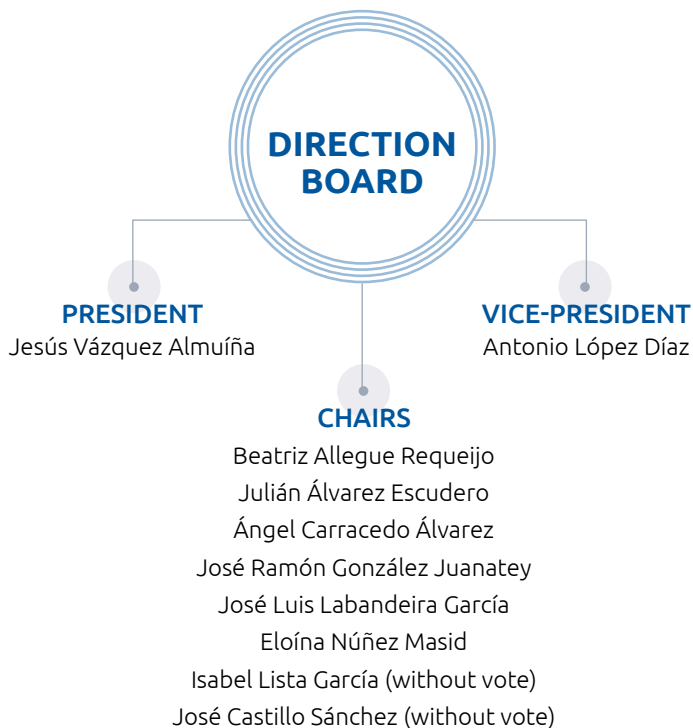 DIRECTION
BOARD
PRESIDENT
Jesús Vázquez Almuíña
VICE-PRESIDENT
Antonio López Díaz
CHAIRS
Beatriz Allegue Requeijo
Julián Álvarez Escudero
Ángel Carracedo Álvarez
José Ramón González Juanatey
José Luis Labandeira García
Eloína Núñez Masid
Isabel Lista García (without vote)
José Castillo Sánchez (without vote)